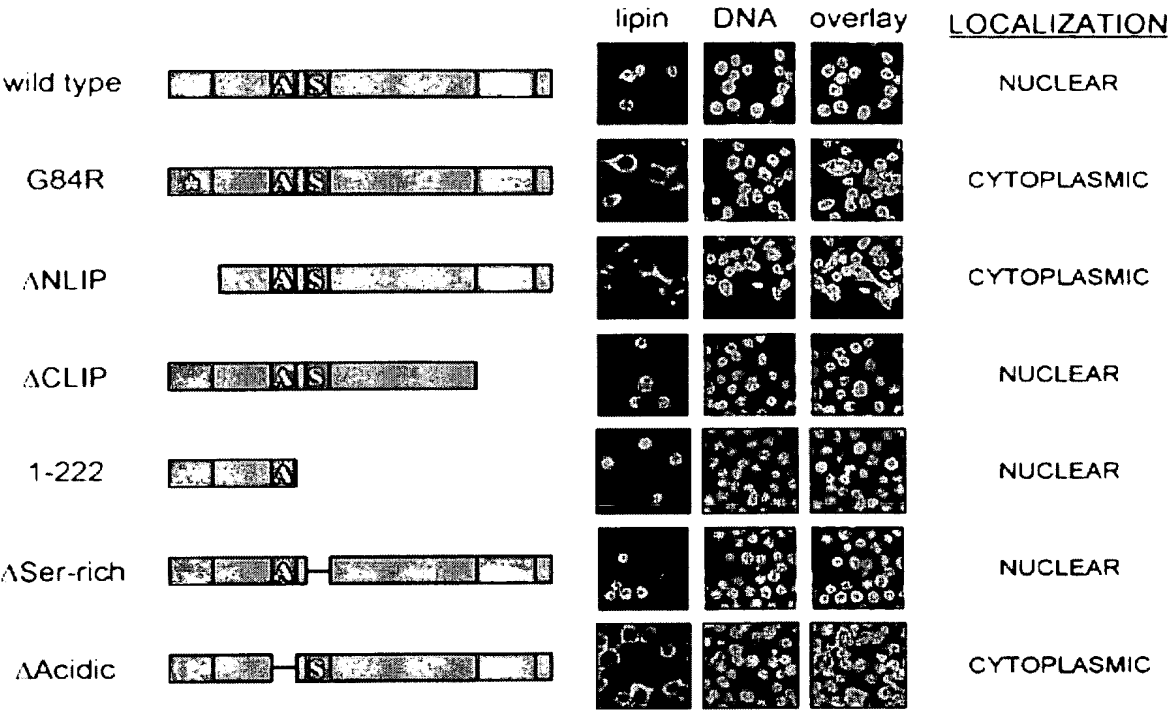 lipin DNA overlay LOCALIZATION
wild type A S NUCLEAR
G84R A S CYTOPLASMIC
ΔNLIP A S CYTOPLASMIC
ΔCLIP A S NUCLEAR
1-222 A NUCLEAR
ΔSer-rich A NUCLEAR
ΔAcidic S CYTOPLASMIC